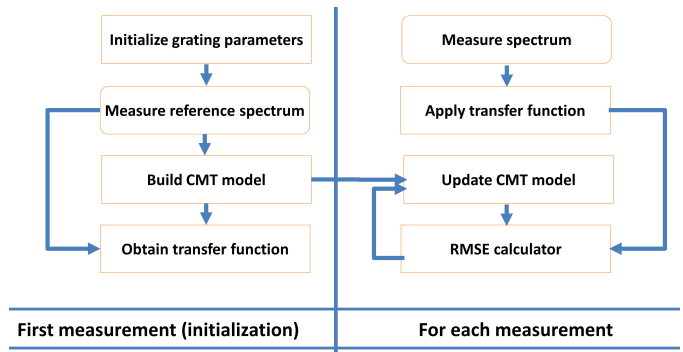 Initialize grating parameters
Measure reference spectrum
Build CMT model
Obtain transfer function
First measurement (initialization)
Measure spectrum
Apply transfer function
Update CMT model
RMSE calculator
For each measurement